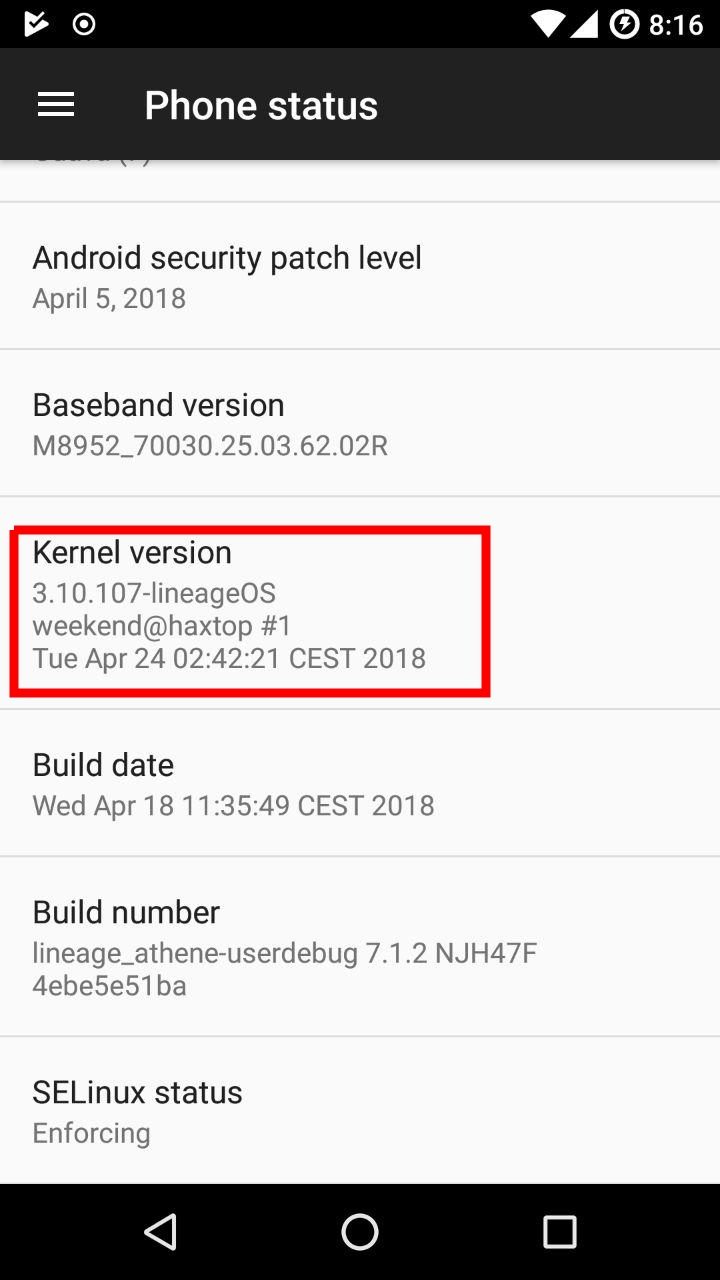 8:16
Phone status
Android security patch level
April 5, 2018
Baseband version
M8952_70030.25.03.62.02R
Kernel version
3.10.107-lineageOS
weekend@haxtop #1
Tue Apr 24 02:42:21 CEST 2018
Build date
Wed Apr 18 11:35:49 CEST 2018
Build number
lineage_athene-userdebug 7.1.2 NJH47F
4ebe5e51ba
SELinux status
Enforcing